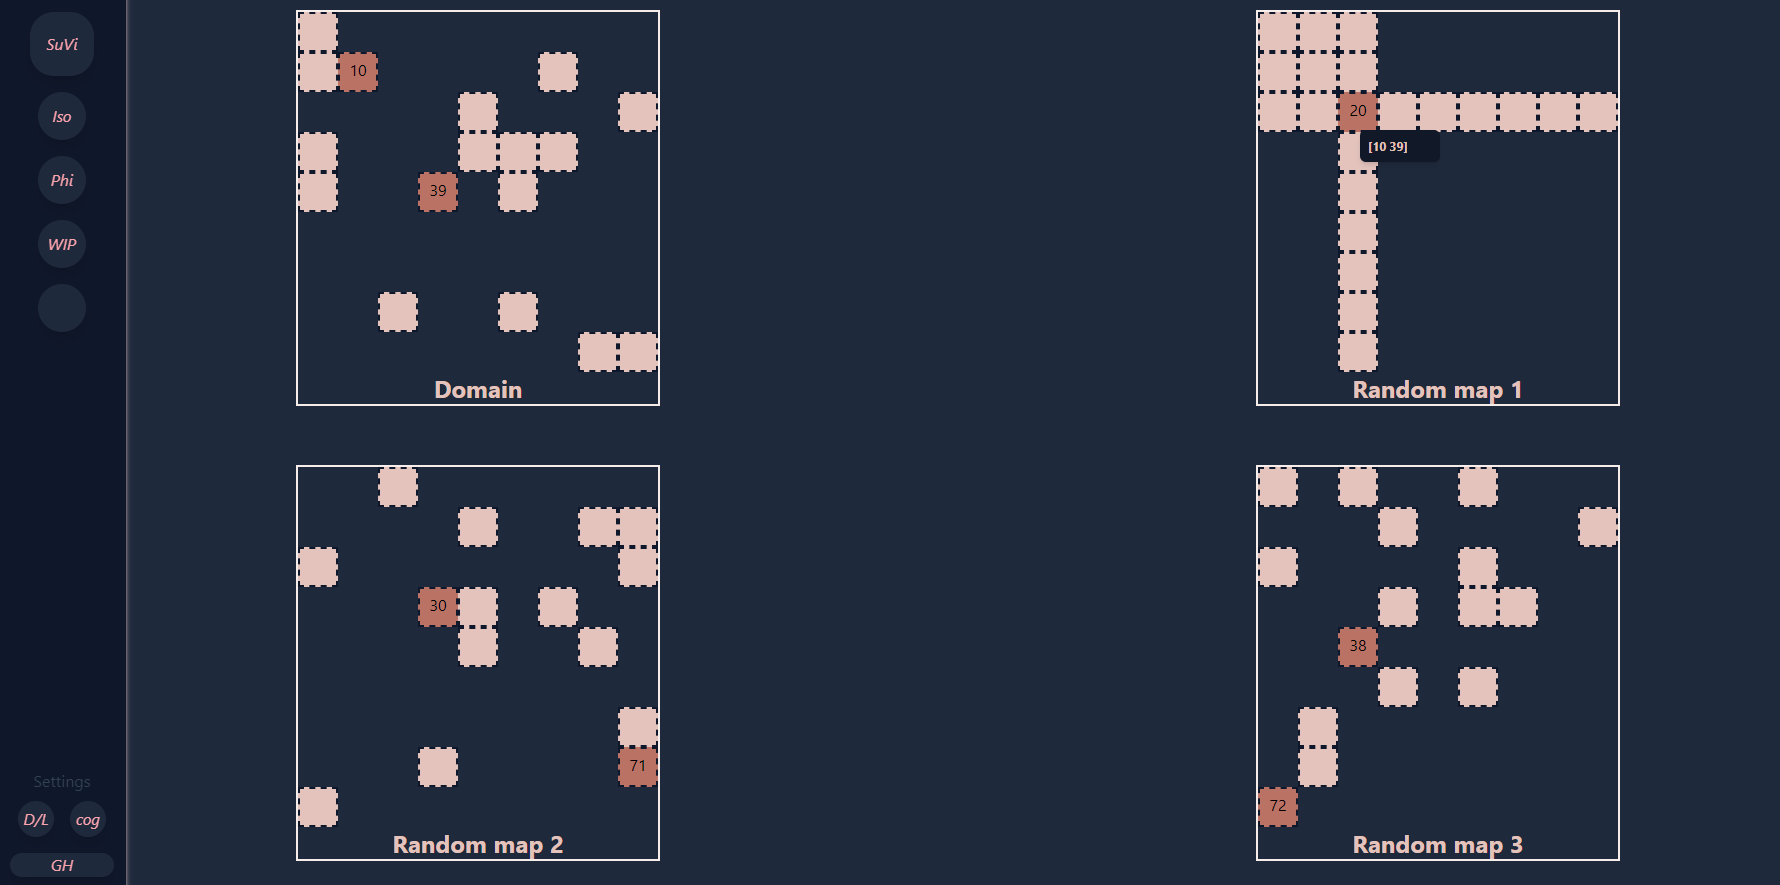 SuVi
Iso
Phi
WIP
Settings
D/L
cog
GH
10
39
Domain
20
[10 39]
Random map 1
30
71
Random map 2
38
72
Random map 3